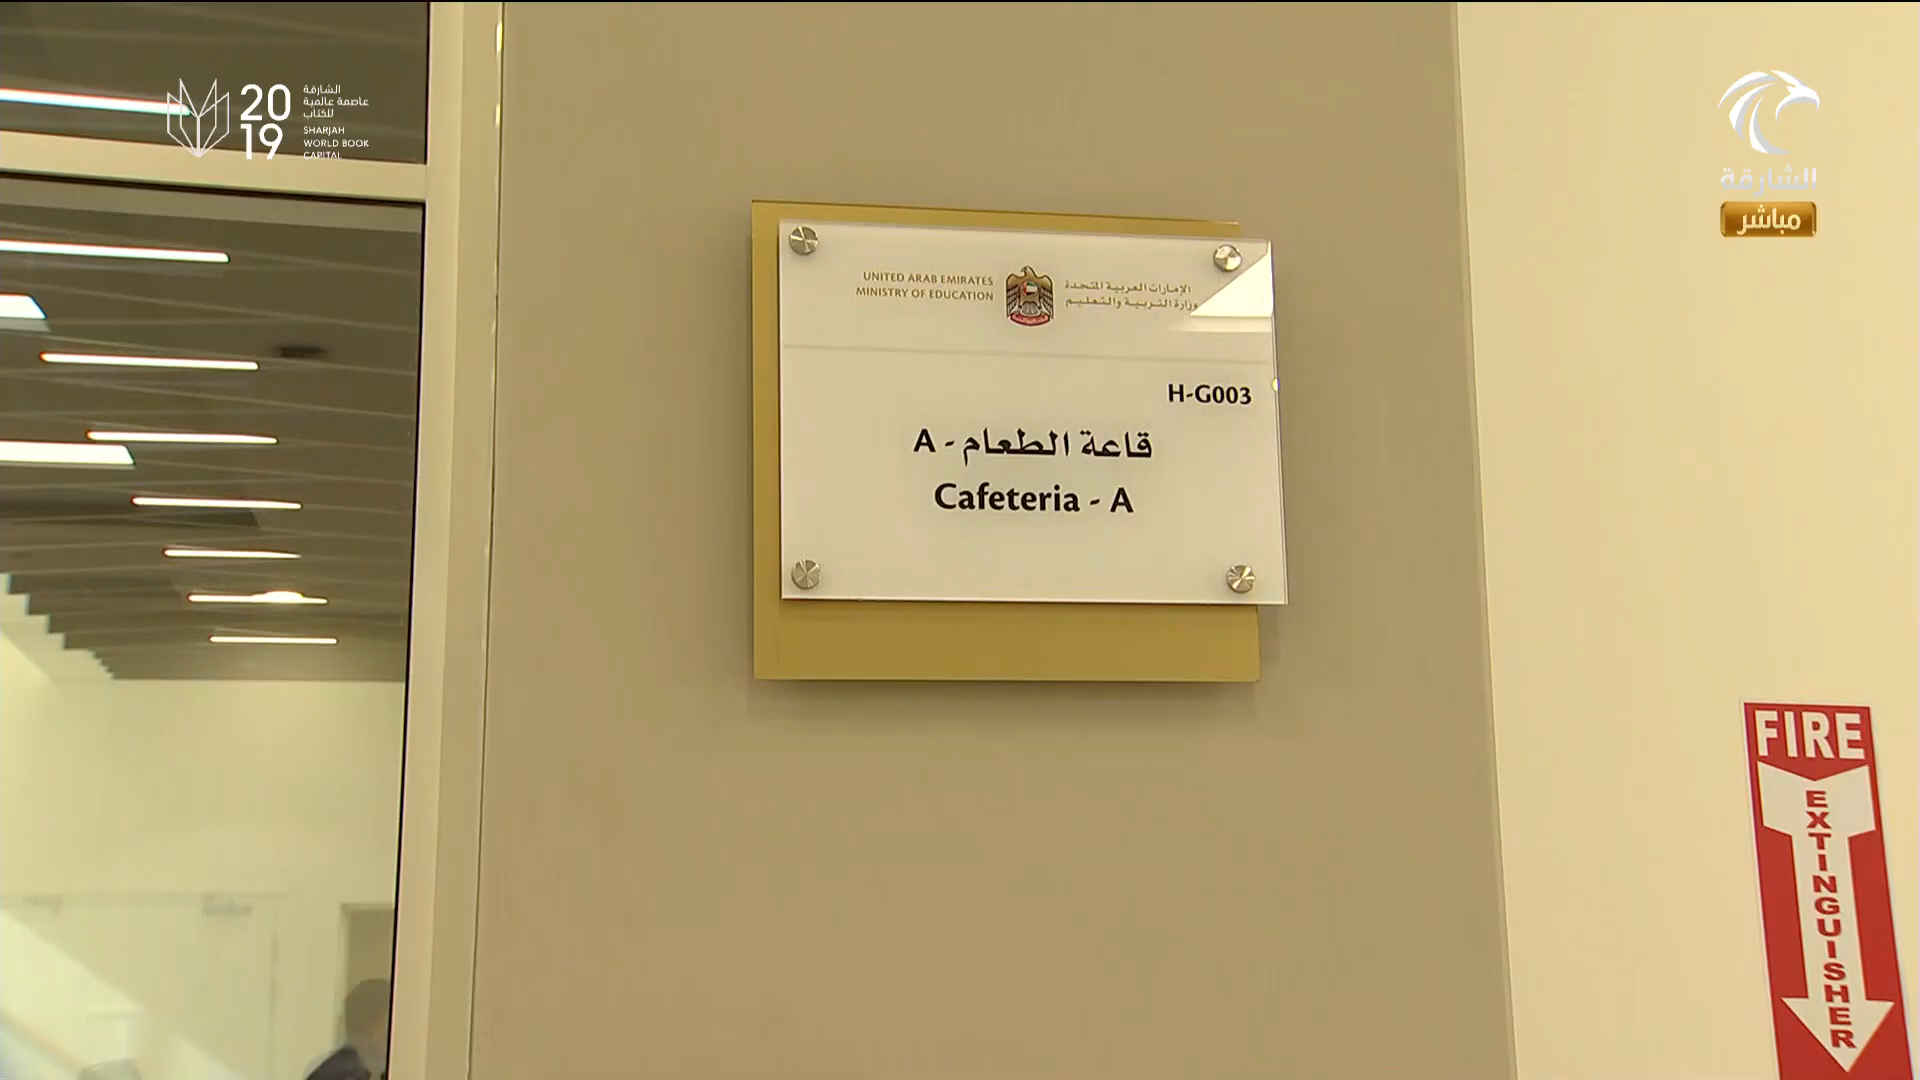 2019
الشارقة
عاصمة عالمية
للكتاب
SHARJAH
WORLD BOOK
CAPITAL
الشارقة
مباشر
UNITED ARAB EMIRATES
MINISTRY OF EDUCATION
الإمارات العربية المتحدة
وزارة التربية والتعليم
H-G003
قاعة الطعام - A
Cafeteria - A
FIRE
EXTINGUISHER